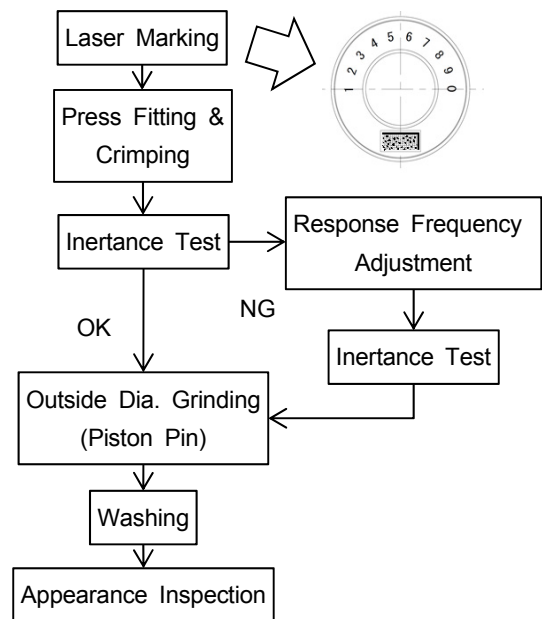 Laser Marking
1 2 3 4 5 6 7 8 9 0
Press Fitting &
Crimping
Inertance Test
Response Frequency
Adjustment
NG
OK
Inertance Test
Outside Dia. Grinding
(Piston Pin)
Washing
Appearance Inspection